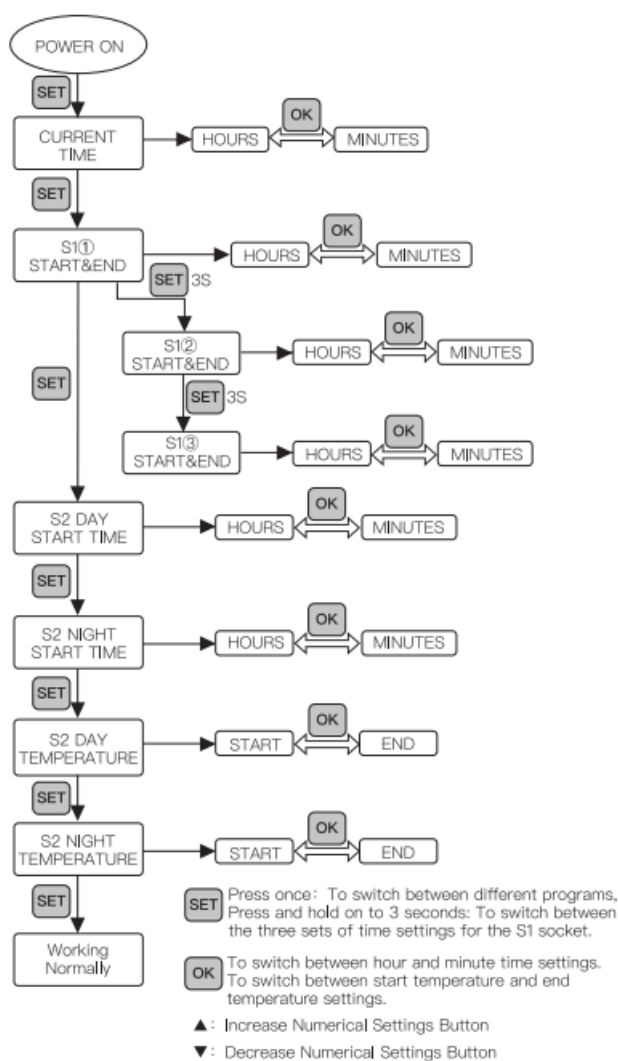 POWER ON
SET
CURRENT
TIME
HOURS
OK
MINUTES
SET
S1①
START&END
HOURS
OK
MINUTES
SET 3S
S1②
START&END
HOURS
OK
MINUTES
SET
SET 3S
S1③
START&END
HOURS
OK
MINUTES
S2 DAY
START TIME
HOURS
OK
MINUTES
SET
S2 NIGHT
START TIME
HOURS
OK
MINUTES
SET
S2 DAY
TEMPERATURE
START
OK
END
SET
S2 NIGHT
TEMPERATURE
START
OK
END
SET
Working
Normally
SET Press once: To switch between different programs,
Press and hold on to 3 seconds: To switch between
the three sets of time settings for the S1 socket.
OK To switch between hour and minute time settings.
To switch between start temperature and end
temperature settings.
▲: Increase Numerical Settings Button
▼: Decrease Numerical Settings Button